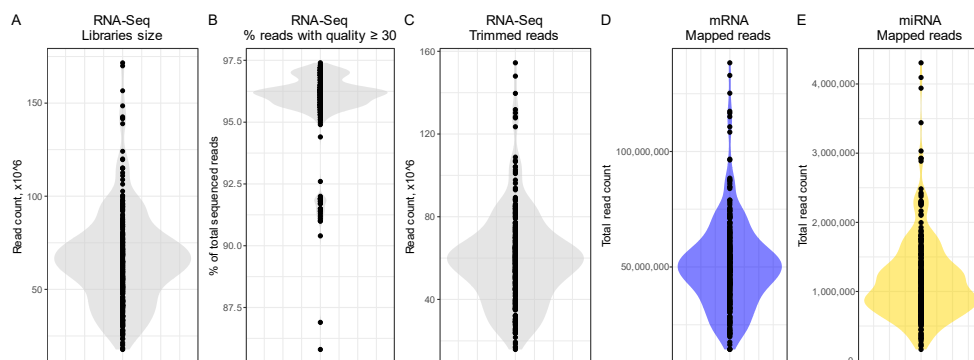 A
RNA-Seq
Libraries size
Read count, x10^6
150
100
50
B
RNA-Seq
% reads with quality ≥ 30
% of total sequenced reads
97.5
95.0
92.5
90.0
87.5
C
RNA-Seq
Trimmed reads
Read count, x10^6
160
120
80
40
D
mRNA
Mapped reads
Total read count
100,000,000
50,000,000
E
miRNA
Mapped reads
Total read count
4,000,000
3,000,000
2,000,000
1,000,000